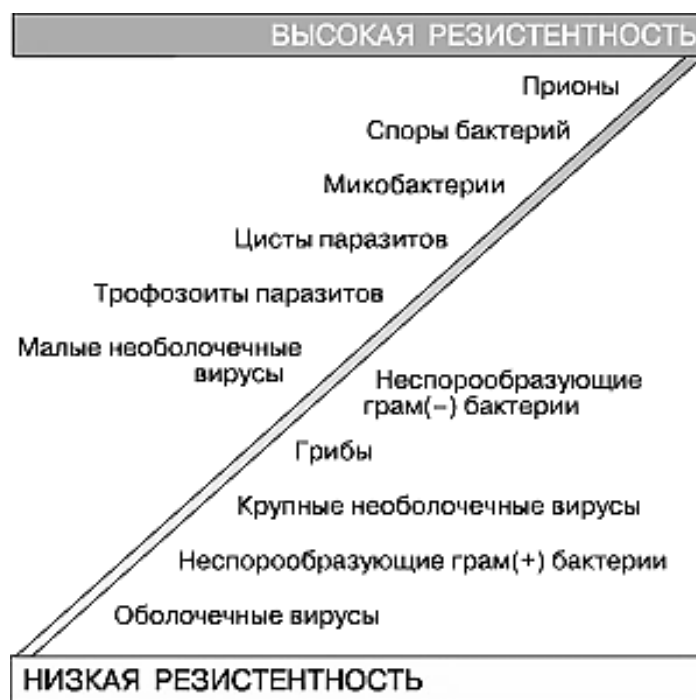 ВЫСОКАЯ РЕЗИСТЕНТНОСТЬ
Прионы
Споры бактерий
Микобактерии
Цисты паразитов
Трофозоиты паразитов
Малые необолочечные
вирусы
Неспорообразующие
грам(–) бактерии
Грибы
Крупные необолочечные вирусы
Неспорообразующие грам(+) бактерии
Оболочечные вирусы
НИЗКАЯ РЕЗИСТЕНТНОСТЬ